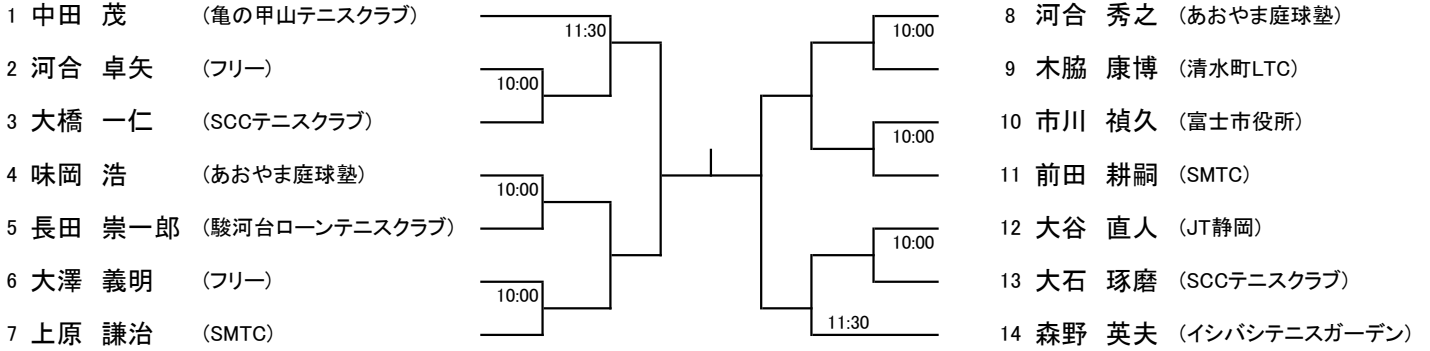 1 中田 茂 (亀の甲山テニスクラブ)
11:30
2 河合 卓矢 (フリー)
10:00
3 大橋 一仁 (SCCテニスクラブ)
4 味岡 浩 (あおやま庭球塾)
10:00
5 長田 崇一郎 (駿河台ローンテニスクラブ)
6 大澤 義明 (フリー)
10:00
7 上原 謙治 (SMTC)
8 河合 秀之 (あおやま庭球塾)
10:00
9 木脇 康博 (清水町LTC)
10 市川 禎久 (富士市役所)
10:00
11 前田 耕嗣 (SMTC)
12 大谷 直人 (JT静岡)
10:00
13 大石 琢磨 (SCCテニスクラブ)
11:30
14 森野 英夫 (イシバシテニスガーデン)